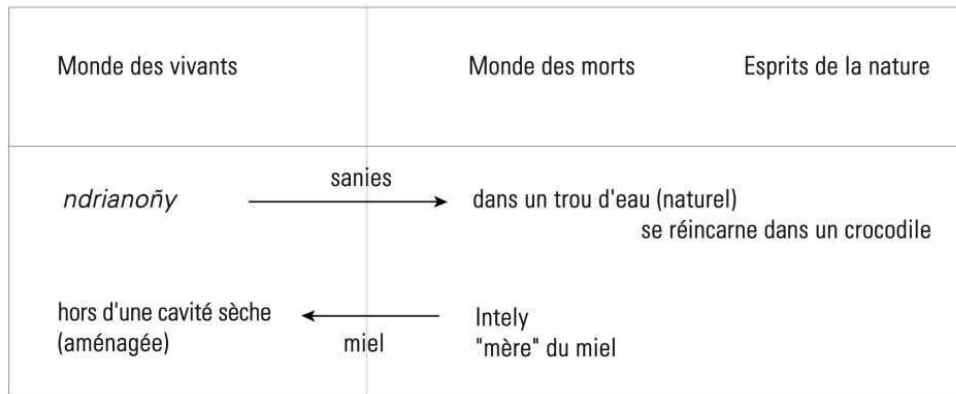 Monde des vivants
Monde des morts
Esprits de la nature
sanies
ndrianoñy
dans un trou d'eau (naturel)
se réincarne dans un crocodile
hors d'une cavité sèche
(aménagée)
miel
Intely
"mère" du miel